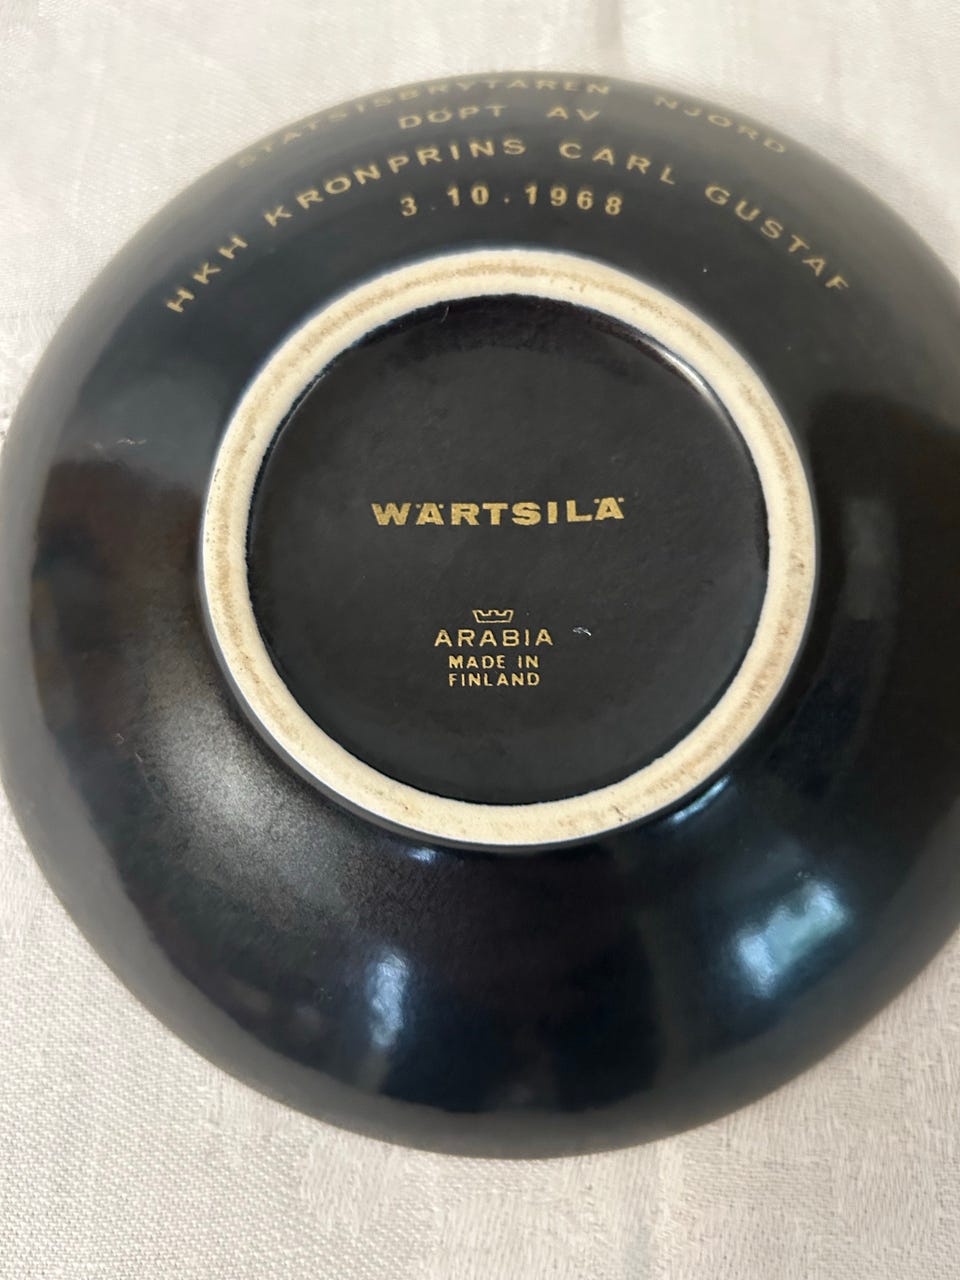 STATSISBRYTAREN NJORD
DÖPT AV
HKH KRONPRINS CARL GUSTAF
3.10.1968
WÄRTSILÄ
ARABIA
MADE IN
FINLAND